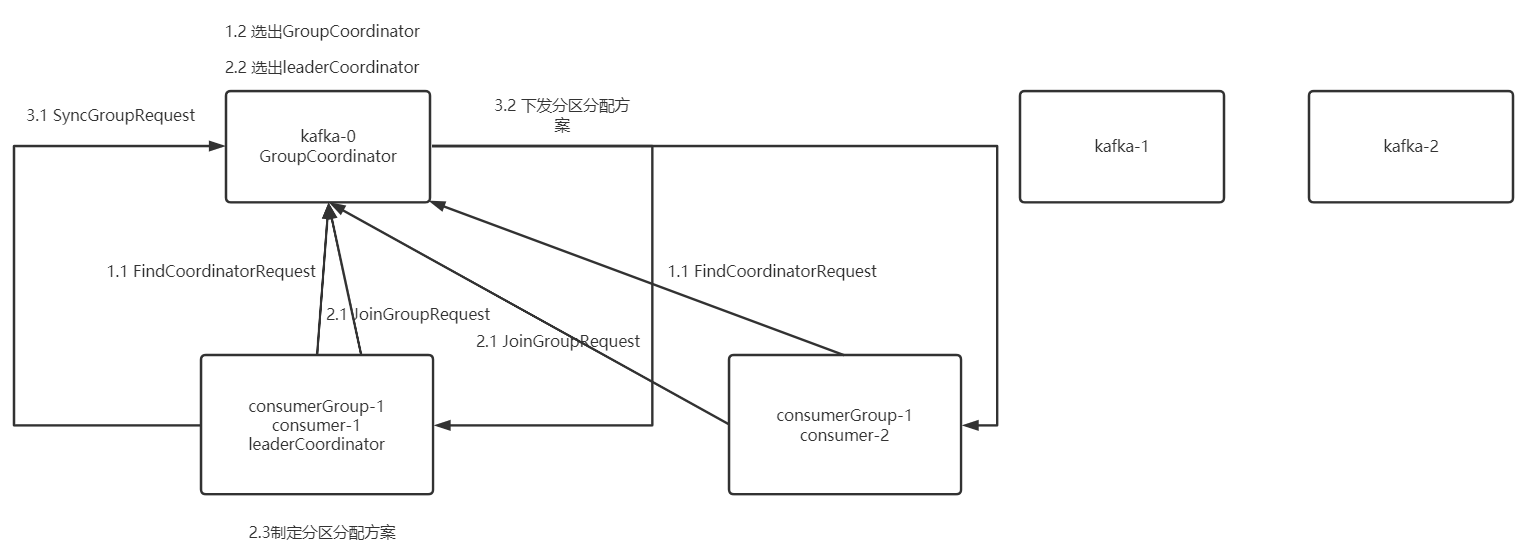 1.2 选出GroupCoordinator
2.2 选出leaderCoordinator
3.1 SyncGroupRequest
3.2 下发分区分配方
案
kafka-0
GroupCoordinator
kafka-1
kafka-2
1.1 FindCoordinatorRequest
1.1 FindCoordinatorRequest
2.1 JoinGroupRequest
2.1 JoinGroupRequest
consumerGroup-1
consumer-1
leaderCoordinator
consumerGroup-1
consumer-2
2.3制定分区分配方案